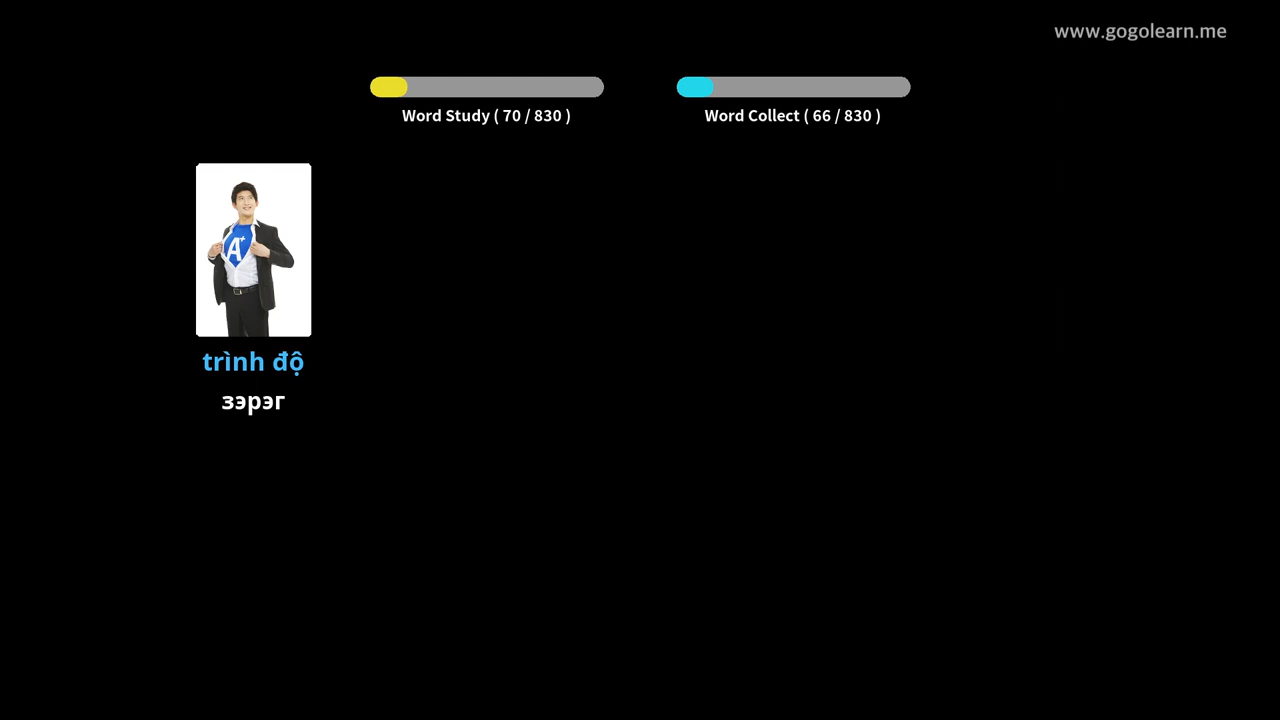 www.gogolearn.me
Word Study ( 70 / 830 )
Word Collect ( 66 / 830 )
A+
trình độ
зэрэг